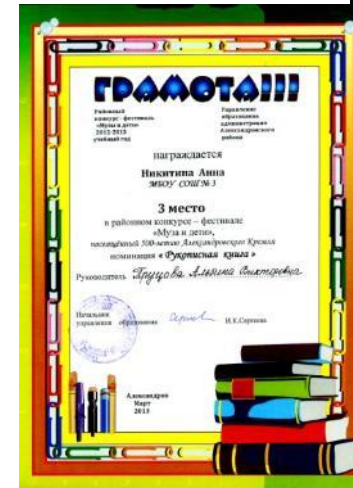 ГРАМОТА!!!
Районный
конкурс - фестиваль
«Муза и дети»
2012-2013
учебный год
Управление
образования
администрации
Александровского
района
награждается
Никитина Анна
МБОУ СОШ № 3
3 место
в районном конкурсе – фестивале
«Муза и дети»,
посвящённый 500-летию Александровского Кремля
номинация « Рукописная книга »
Руководитель Альбина Викторовна
Начальник
управления образования
Александров
Март
2013